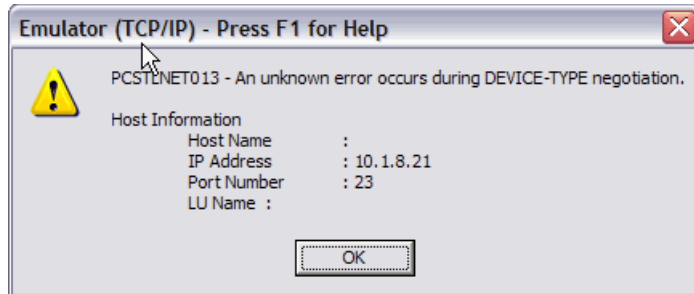 Emulator (TCP/IP) - Press F1 for Help
PCSTLNET013 - An unknown error occurs during DEVICE-TYPE negotiation.
Host Information
Host Name :
IP Address : 10.1.8.21
Port Number : 23
LU Name :
OK